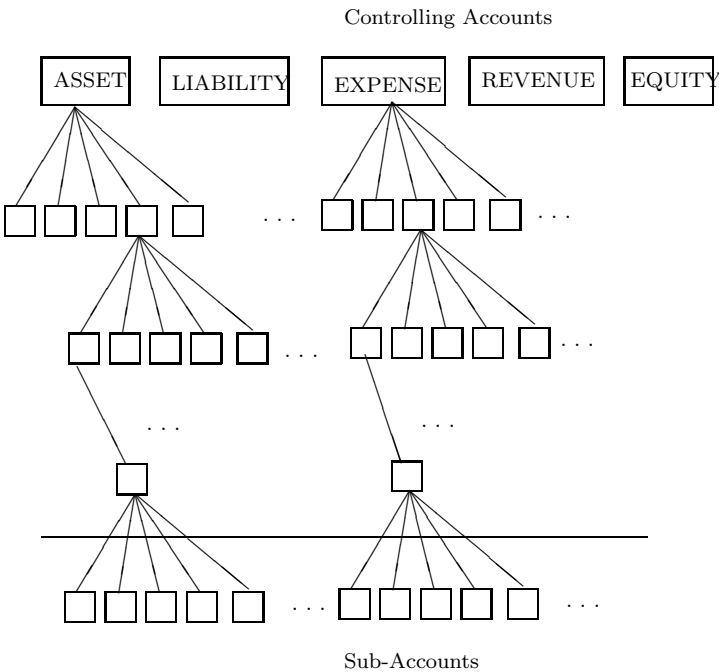 Controlling Accounts
ASSET LIABILITY EXPENSE REVENUE EQUITY
. . . . . .
. . . . . .
. . . . . .
. . . . . .
Sub-Accounts